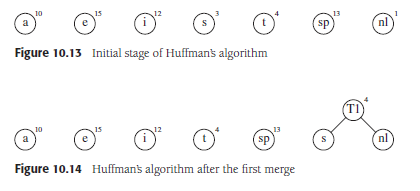 a 10 e 15 i 12 s 3 t 4 sp 13 nl 1
Figure 10.13 Initial stage of Huffman's algorithm
T1 4
a 10 e 15 i 12 t 4 sp 13 s nl
Figure 10.14 Huffman's algorithm after the first merge